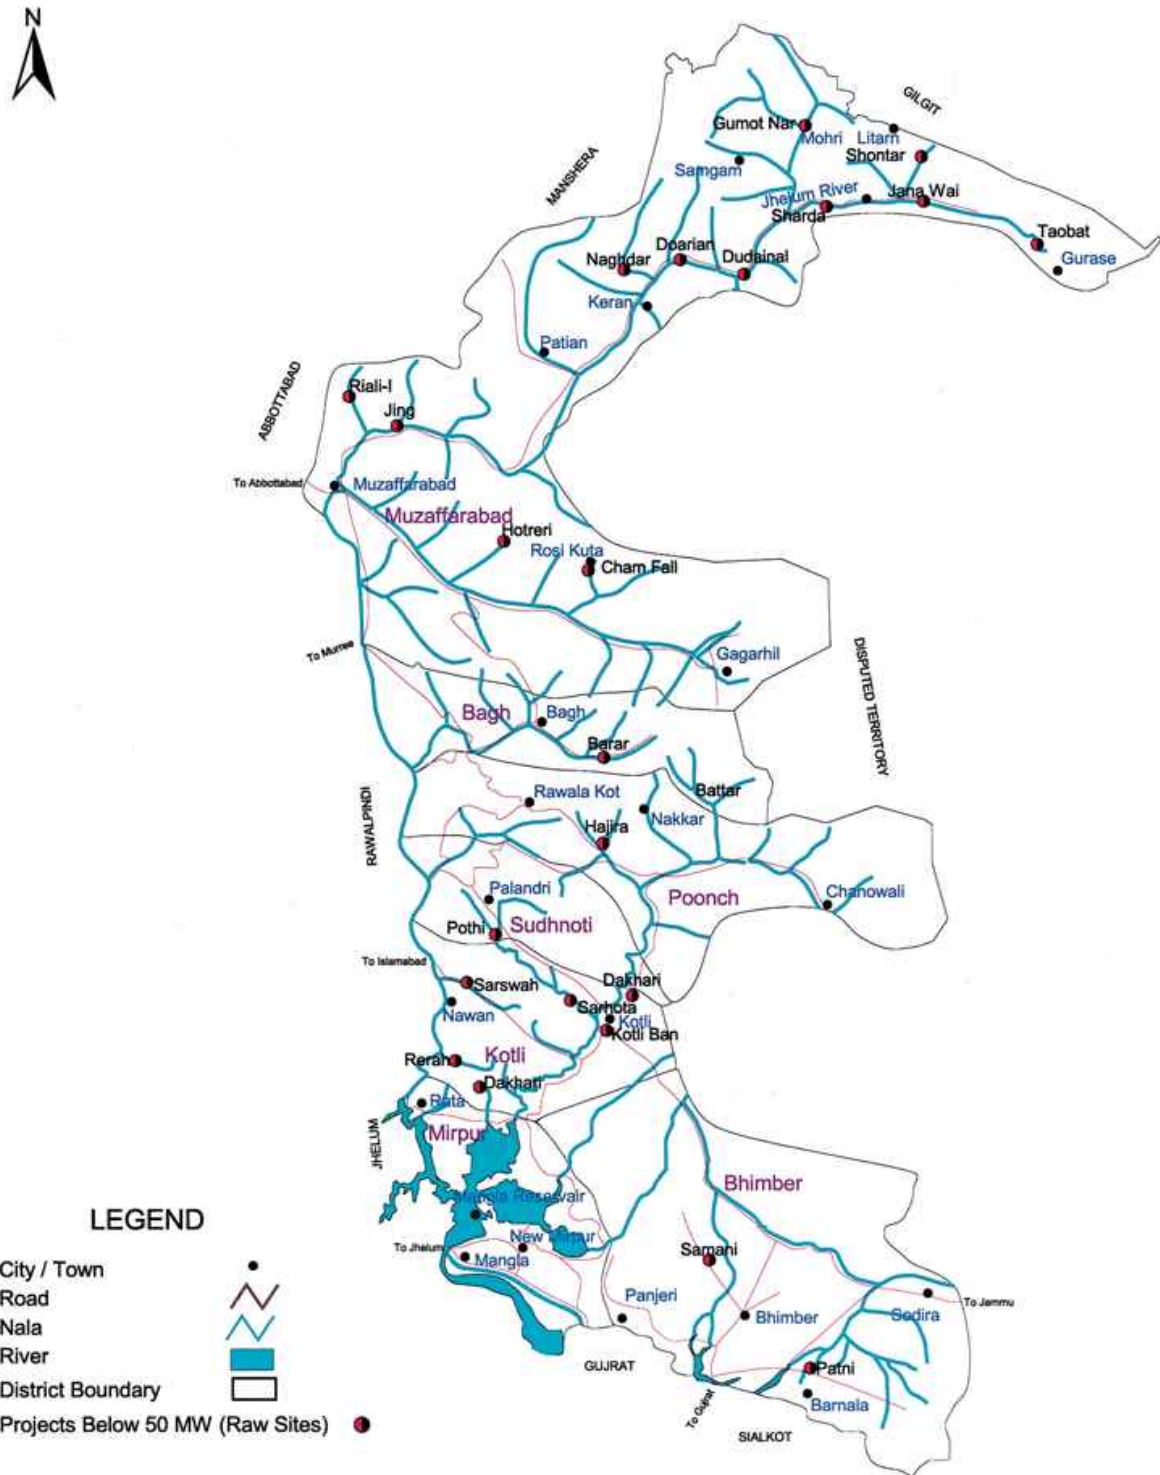 N
GILGIT
Gumot Nar
Mohri
Litarn
Shontar
MANSHERA
Samgam
Jhelum River
Jana Wai
Sharda
Taobat
Gurase
Doarian
Naghdar
Dudainal
Keran
Patian
ABBOTTABAD
Riali-I
Jing
To Abbottabad
Muzaffarabad
Muzaffarabad
Hotreri
Rosi Kuta
Cham Fall
To Murree
Gagarhil
DISPUTED TERRITORY
Bagh
Bagh
Barar
Rawala Kot
Battar
Nakkar
Hajira
RAWALPINDI
Palandri
Poonch
Chanowali
Pothi
Sudhnoti
To Islamabad
Sarswah
Dakhari
Sarhota
Nawan
Kotli
Kotli Ban
Rerah
Kotli
Dakhari
Rata
JHELUM
Mirpur
Bhimber
Mangla Reservair
LEGEND
New Mirpur
To Jhelum
Mangla
Samani
City / Town
Road
Panjeri
Bhimber
Sodira
To Jammu
Nala
River
GUJRAT
Patni
District Boundary
Barnala
To Gujrat
Projects Below 50 MW (Raw Sites)
SIALKOT